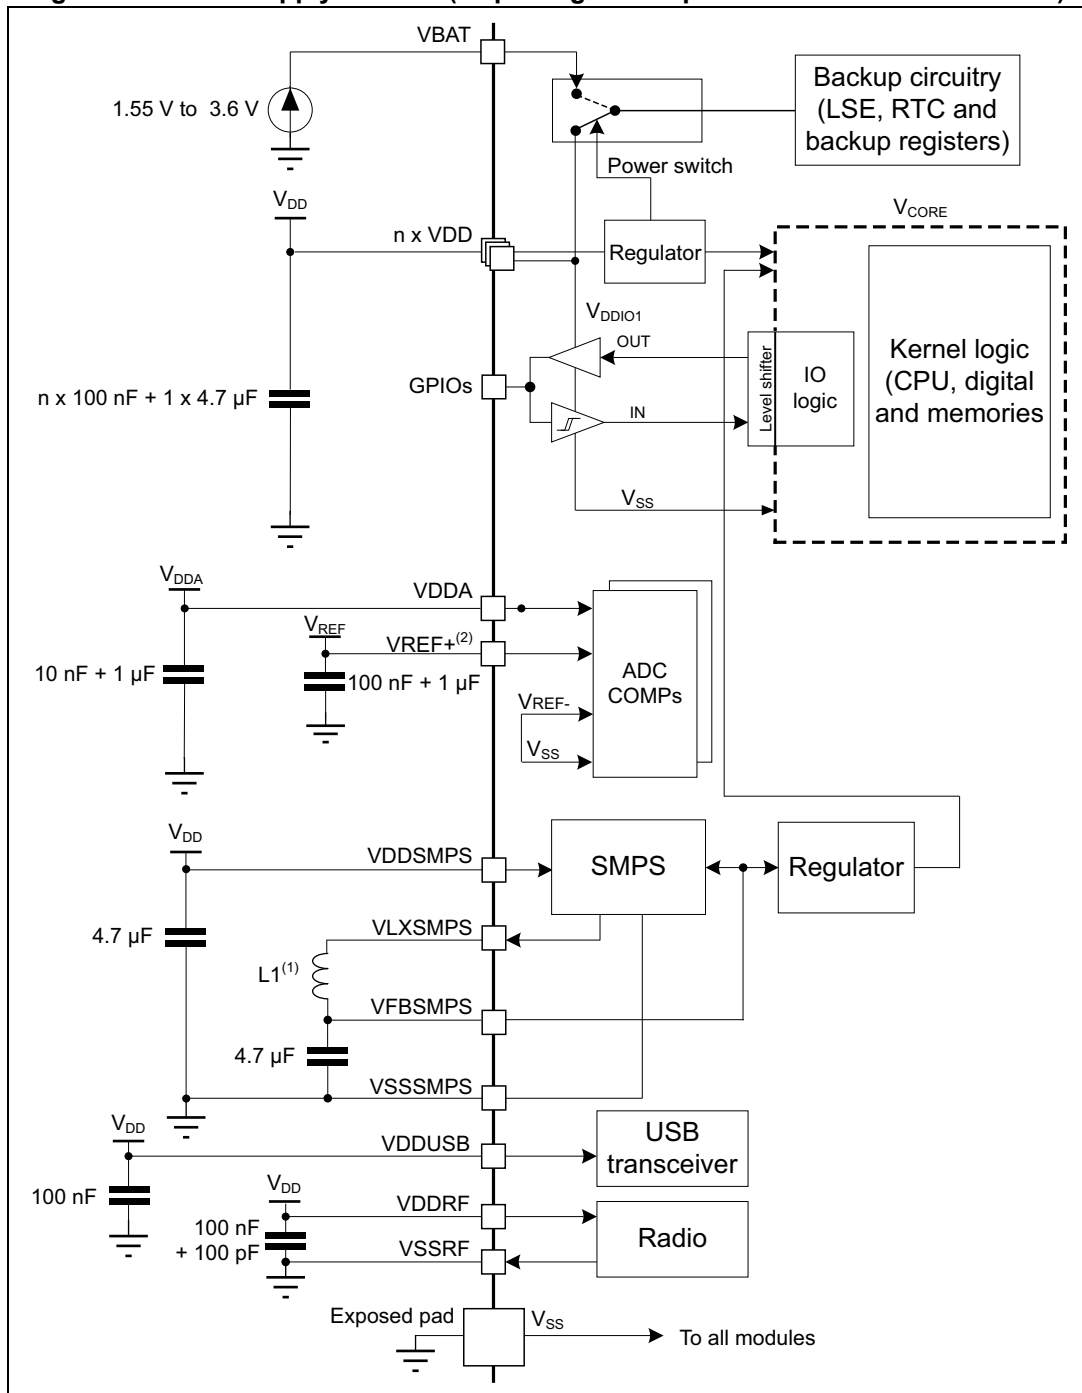 VBAT
1.55 V to 3.6 V
Backup circuitry
(LSE, RTC and
backup registers)
Power switch
VDD
n x VDD
Regulator
VCORE
VDDIO1
OUT
GPIOs
IN
Level shifter
IO
logic
Kernel logic
(CPU, digital
and memories
n x 100 nF + 1 x 4.7 µF
VSS
VDDA
VDDA
VREF
VREF+(2)
10 nF + 1 µF
100 nF + 1 µF
ADC
COMPs
VREF-
VSS
VDD
VDDSMPS
SMPS
Regulator
4.7 µF
VLXSMPS
L1(1)
VFBSMPS
4.7 µF
VSSSMPS
VDD
VDDUSB
USB
transceiver
100 nF
VDD
VDDRF
100 nF
+ 100 pF
VSSRF
Radio
Exposed pad
VSS
To all modules